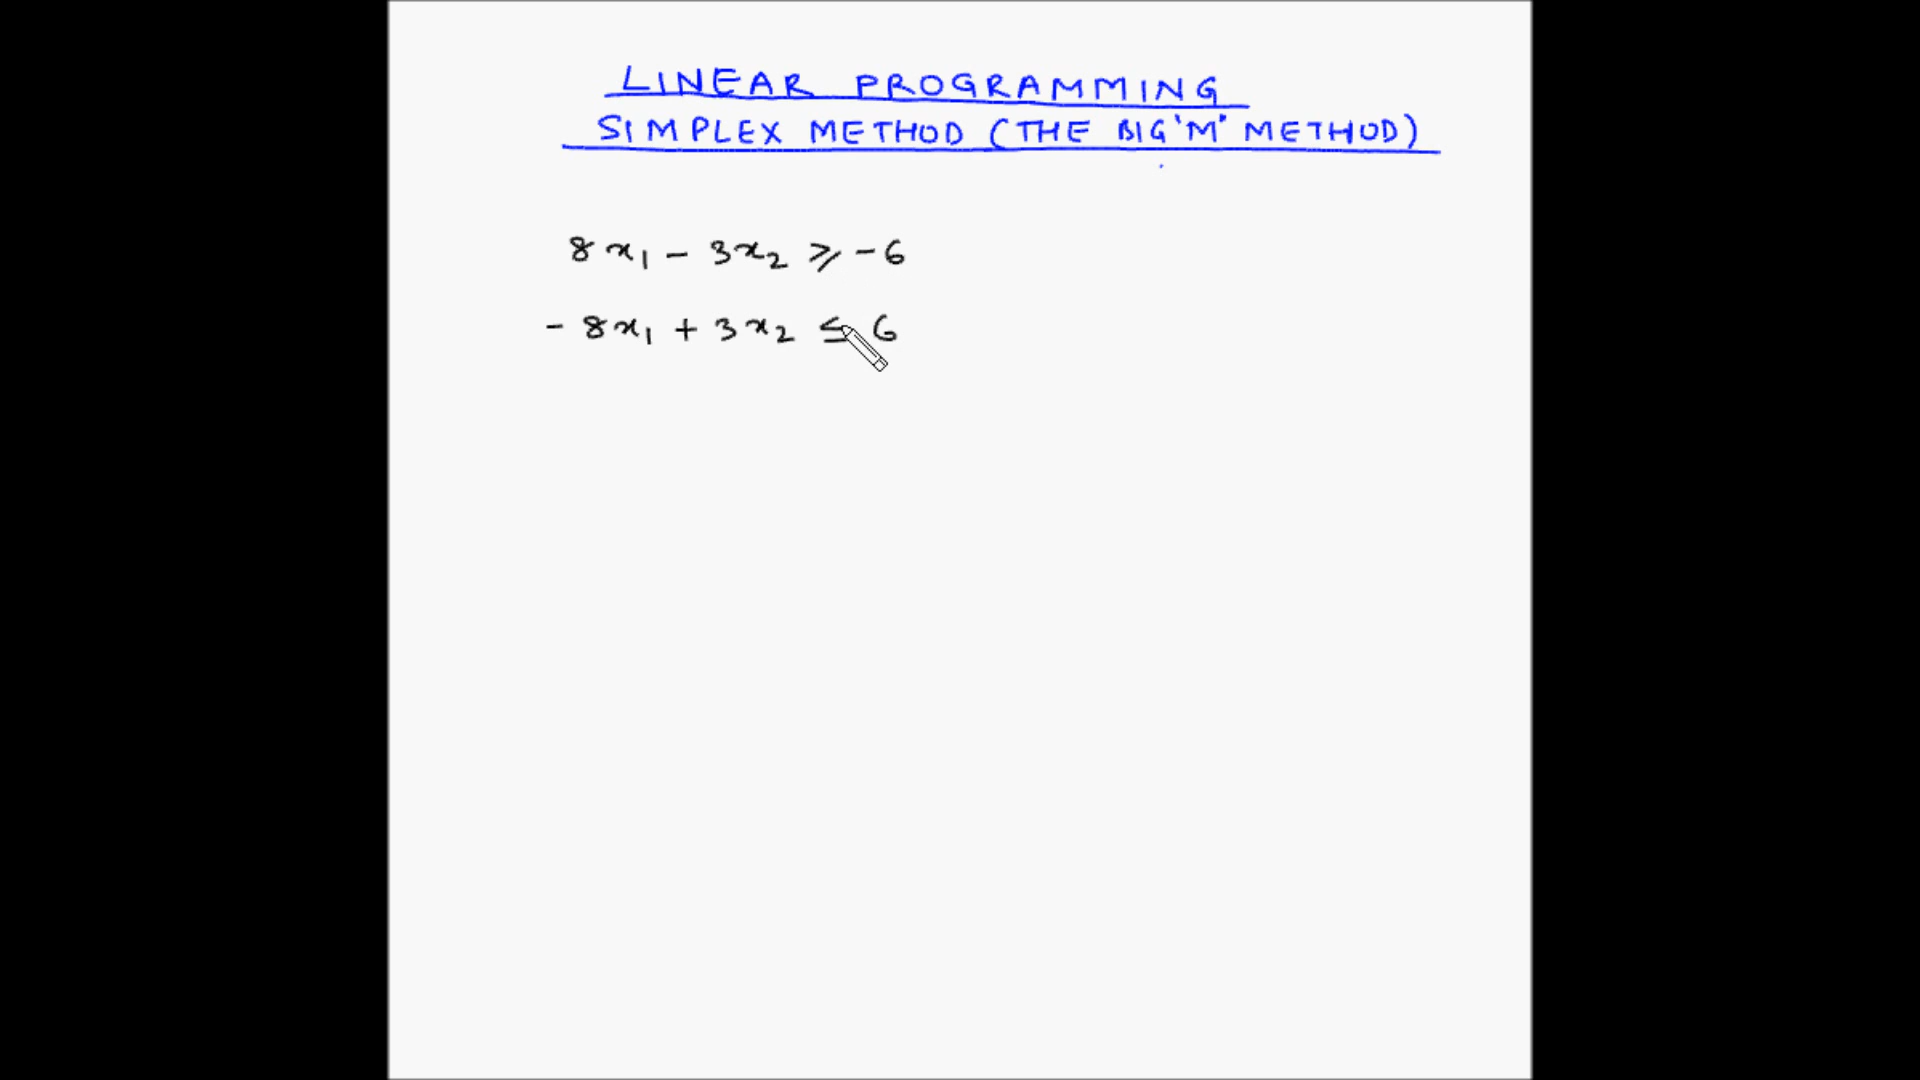 LINEAR PROGRAMMING
SIMPLEX METHOD (THE BIG 'M' METHOD)
8x₁ - 3x₂ ⩾ -6
- 8x₁ + 3x₂ ≤ 6